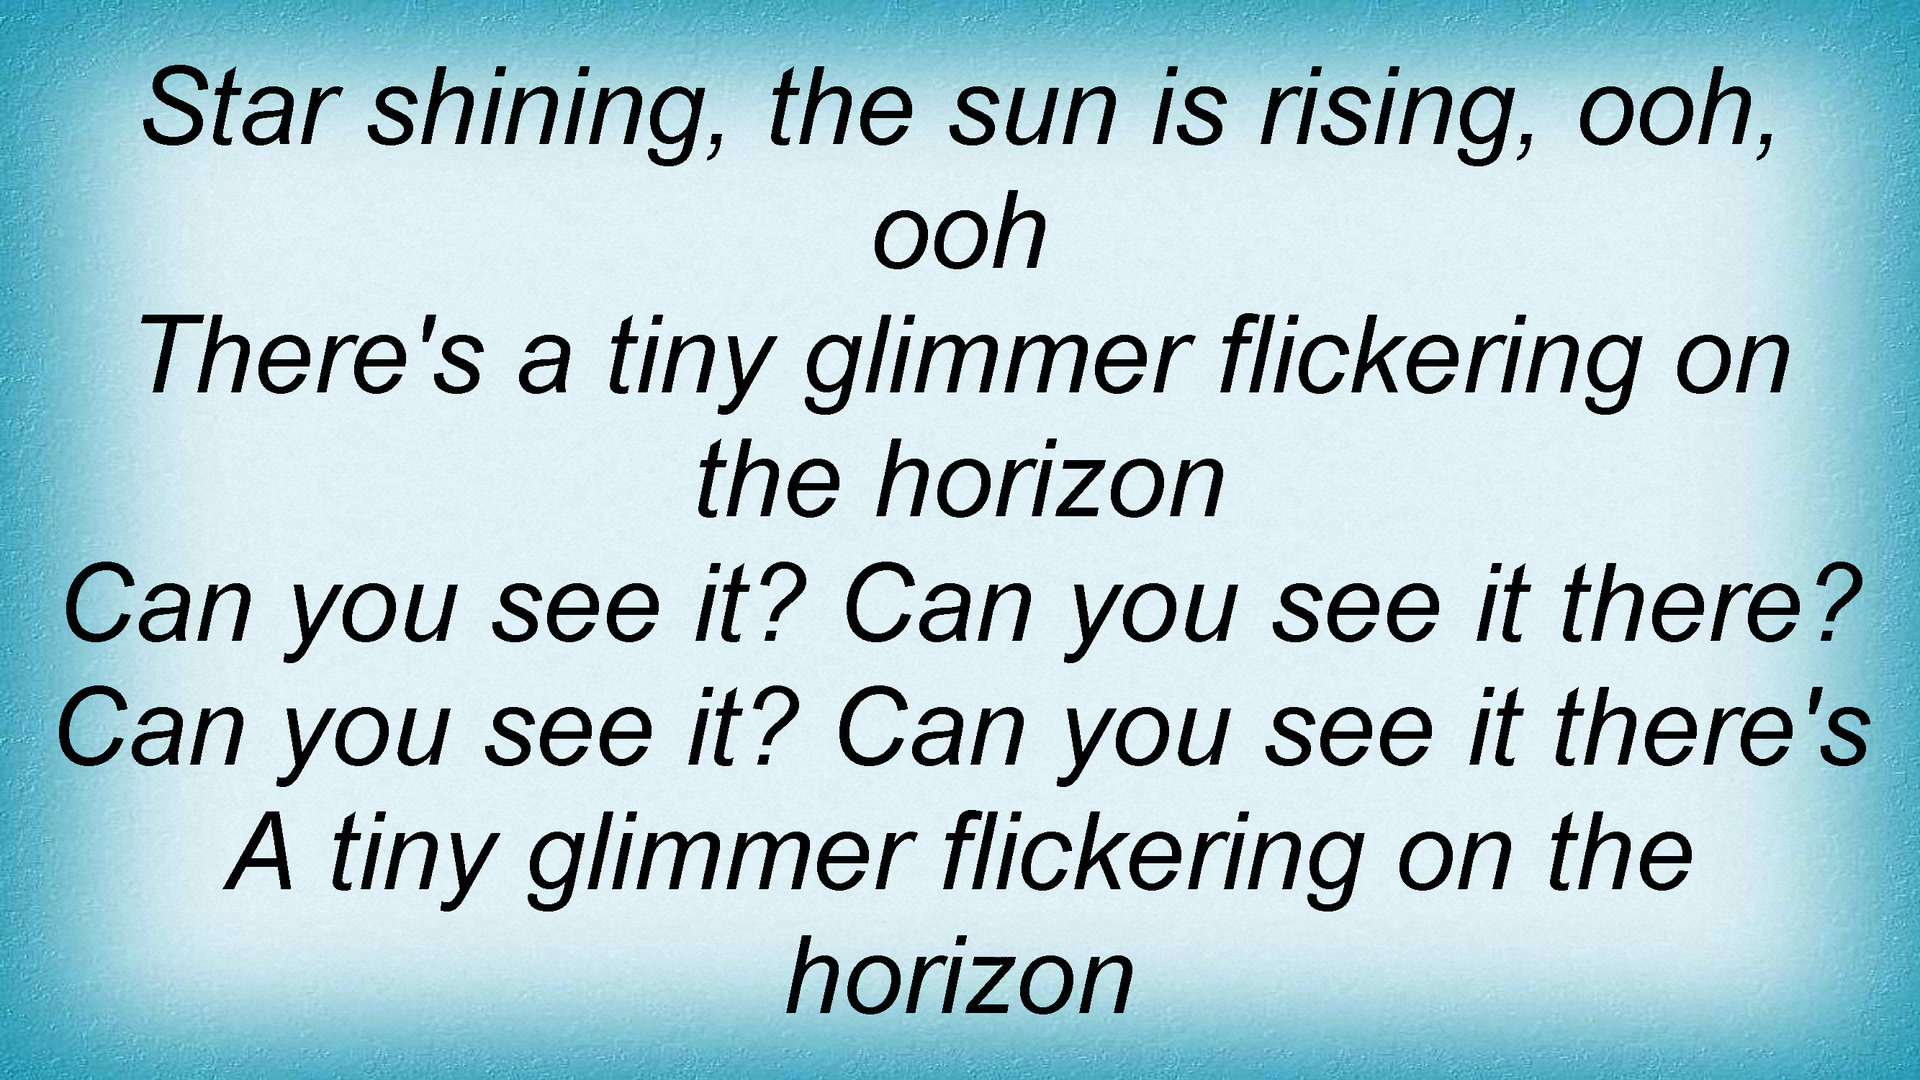 Star shining, the sun is rising, ooh,
ooh
There's a tiny glimmer flickering on
the horizon
Can you see it? Can you see it there?
Can you see it? Can you see it there's
A tiny glimmer flickering on the
horizon